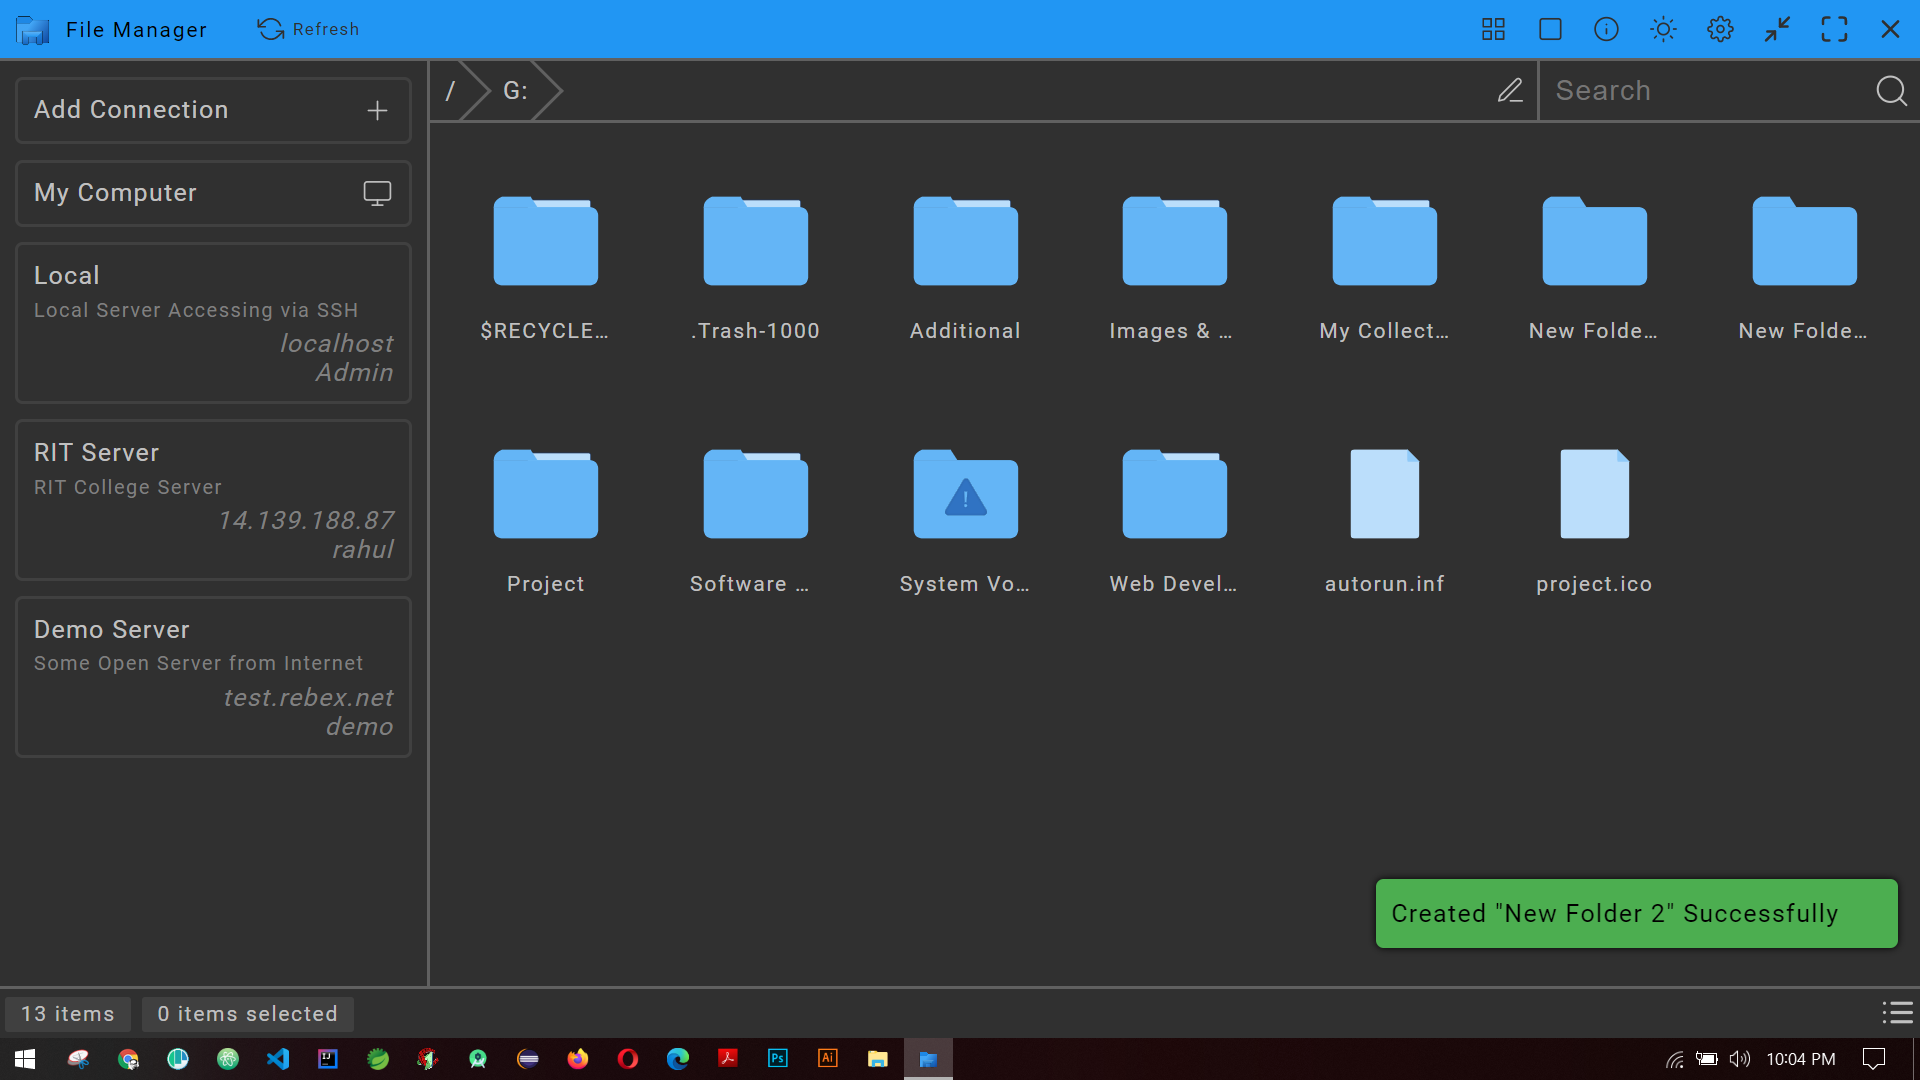 File Manager
Refresh
Add Connection
My Computer
Local
Local Server Accessing via SSH
localhost
Admin
RIT Server
RIT College Server
14.139.188.87
rahul
Demo Server
Some Open Server from Internet
test.rebex.net
demo
/ G:
Search
$RECYCLE...
.Trash-1000
Additional
Images & ...
My Collect...
New Folde...
New Folde...
Project
Software ...
System Vo...
Web Devel...
autorun.inf
project.ico
Created "New Folder 2" Successfully
13 items
0 items selected
IJ
Ps
Ai
10:04 PM